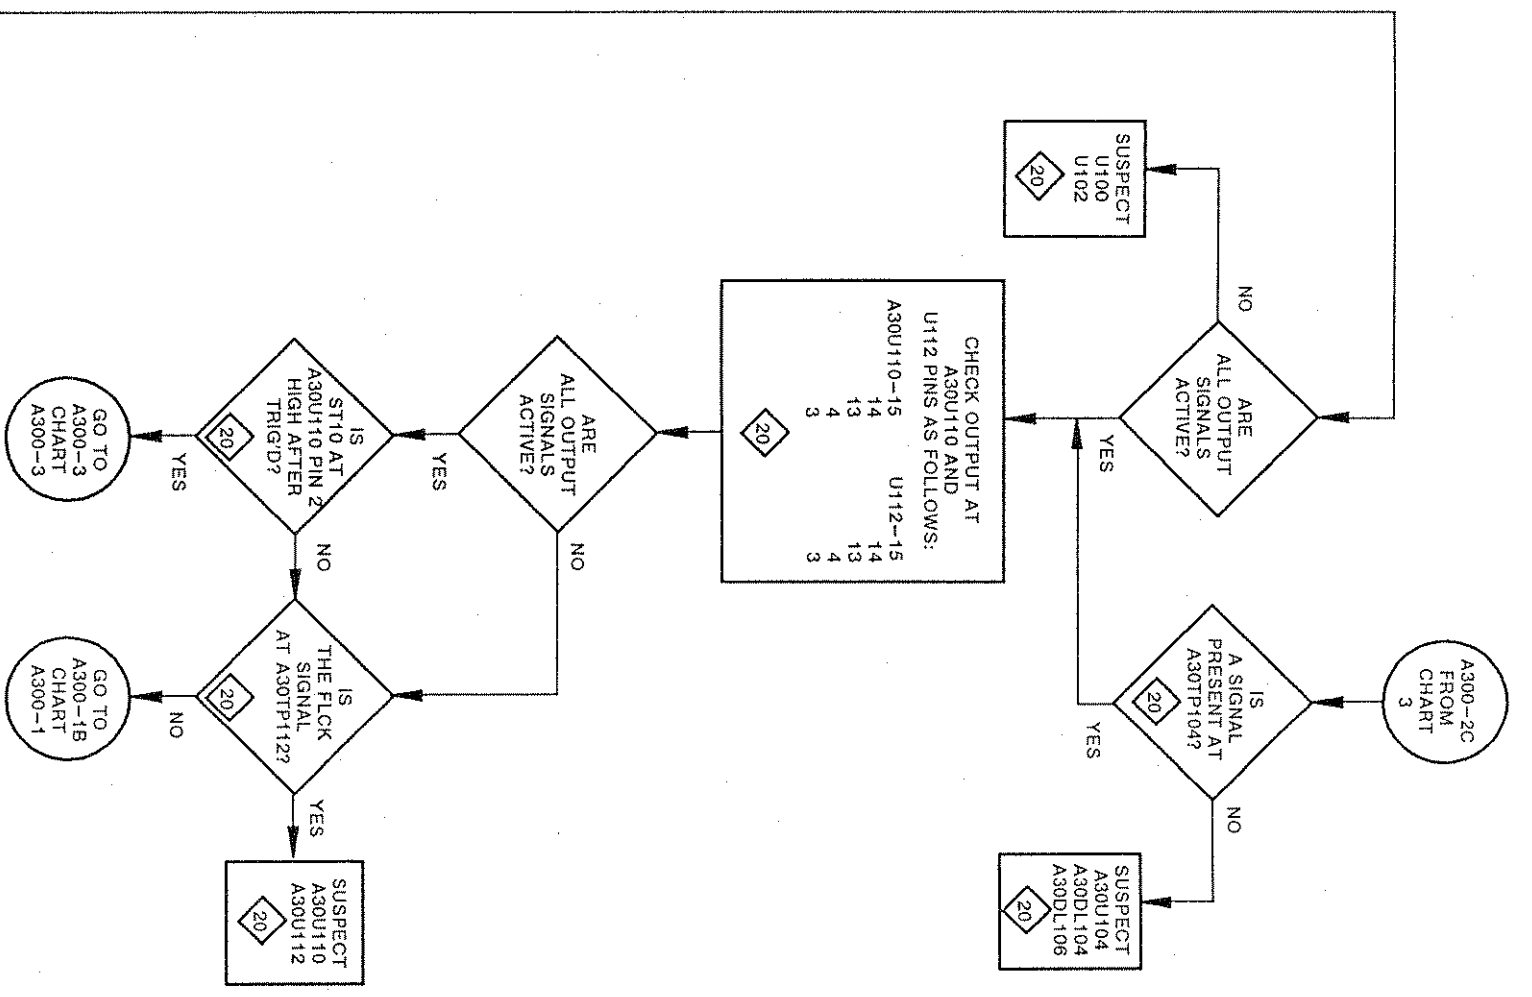 A300-2C
FROM
CHART
3
IS
A SIGNAL
PRESENT AT
A30TP104?
20
NO
YES
SUSPECT
A30U104
A30DL104
A30DL106
20
ARE
ALL OUTPUT
SIGNALS
ACTIVE?
NO
YES
SUSPECT
U100
U102
20
CHECK OUTPUT AT
A30U110 AND
U112 PINS AS FOLLOWS:
A30U110-15 U112-15
14 14
13 13
4 4
3 3
20
ARE
ALL OUTPUT
SIGNALS
ACTIVE?
YES
NO
IS
ST10 AT
A30U110 PIN 2
HIGH AFTER
TRIG'D?
20
NO
YES
IS
THE FLCK
SIGNAL
AT A30TP112?
20
YES
NO
SUSPECT
A30U110
A30U112
20
GO TO
A300-3
CHART
A300-3
GO TO
A300-1B
CHART
A300-1